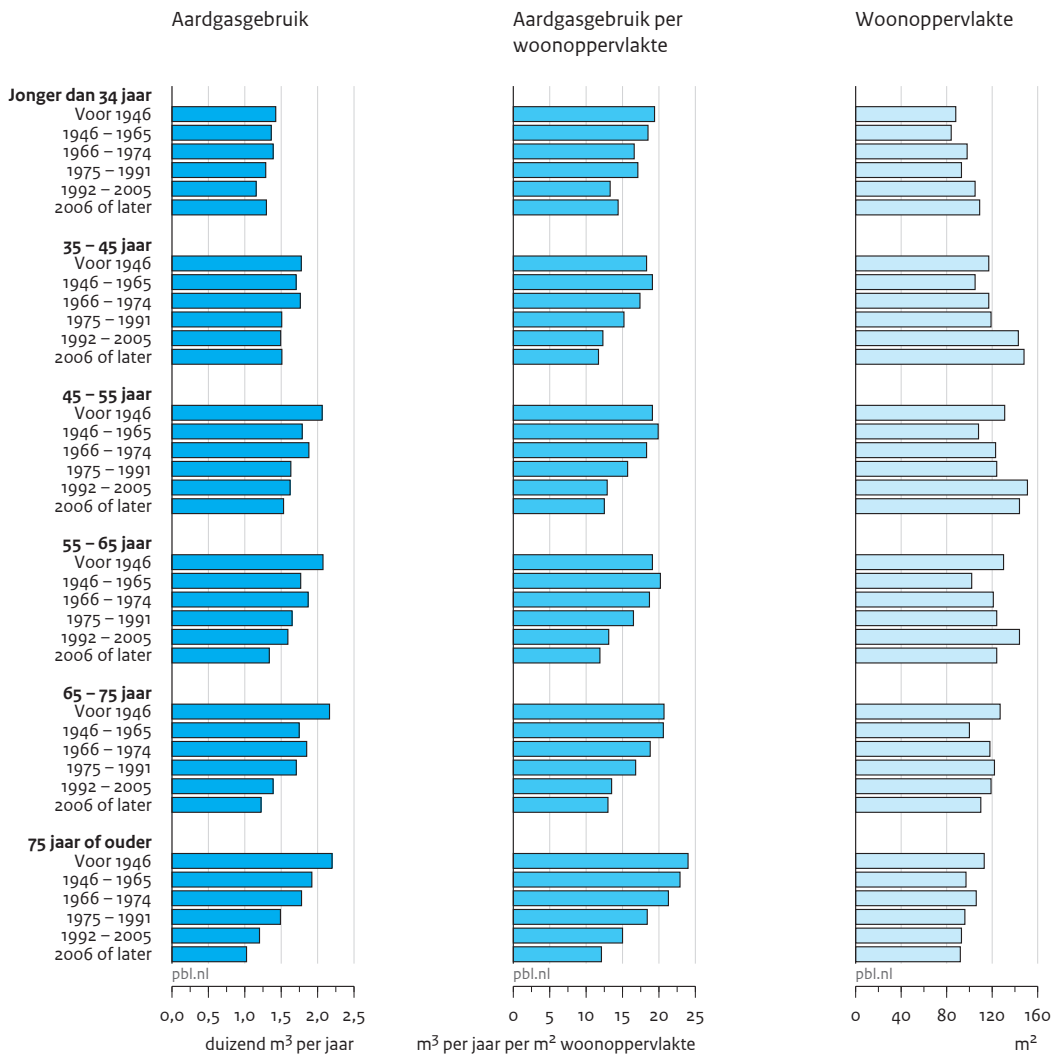 Aardgasgebruik
Aardgasgebruik per
woonoppervlakte
Woonoppervlakte
Jonger dan 34 jaar
Voor 1946
1946 – 1965
1966 – 1974
1975 – 1991
1992 – 2005
2006 of later
35 – 45 jaar
Voor 1946
1946 – 1965
1966 – 1974
1975 – 1991
1992 – 2005
2006 of later
45 – 55 jaar
Voor 1946
1946 – 1965
1966 – 1974
1975 – 1991
1992 – 2005
2006 of later
55 – 65 jaar
Voor 1946
1946 – 1965
1966 – 1974
1975 – 1991
1992 – 2005
2006 of later
65 – 75 jaar
Voor 1946
1946 – 1965
1966 – 1974
1975 – 1991
1992 – 2005
2006 of later
75 jaar of ouder
Voor 1946
1946 – 1965
1966 – 1974
1975 – 1991
1992 – 2005
2006 of later
pbl.nl pbl.nl pbl.nl
0,0 0,5 1,0 1,5 2,0 2,5 0 5 10 15 20 25 0 40 80 120 160
duizend m³ per jaar m³ per jaar per m² woonoppervlakte m²